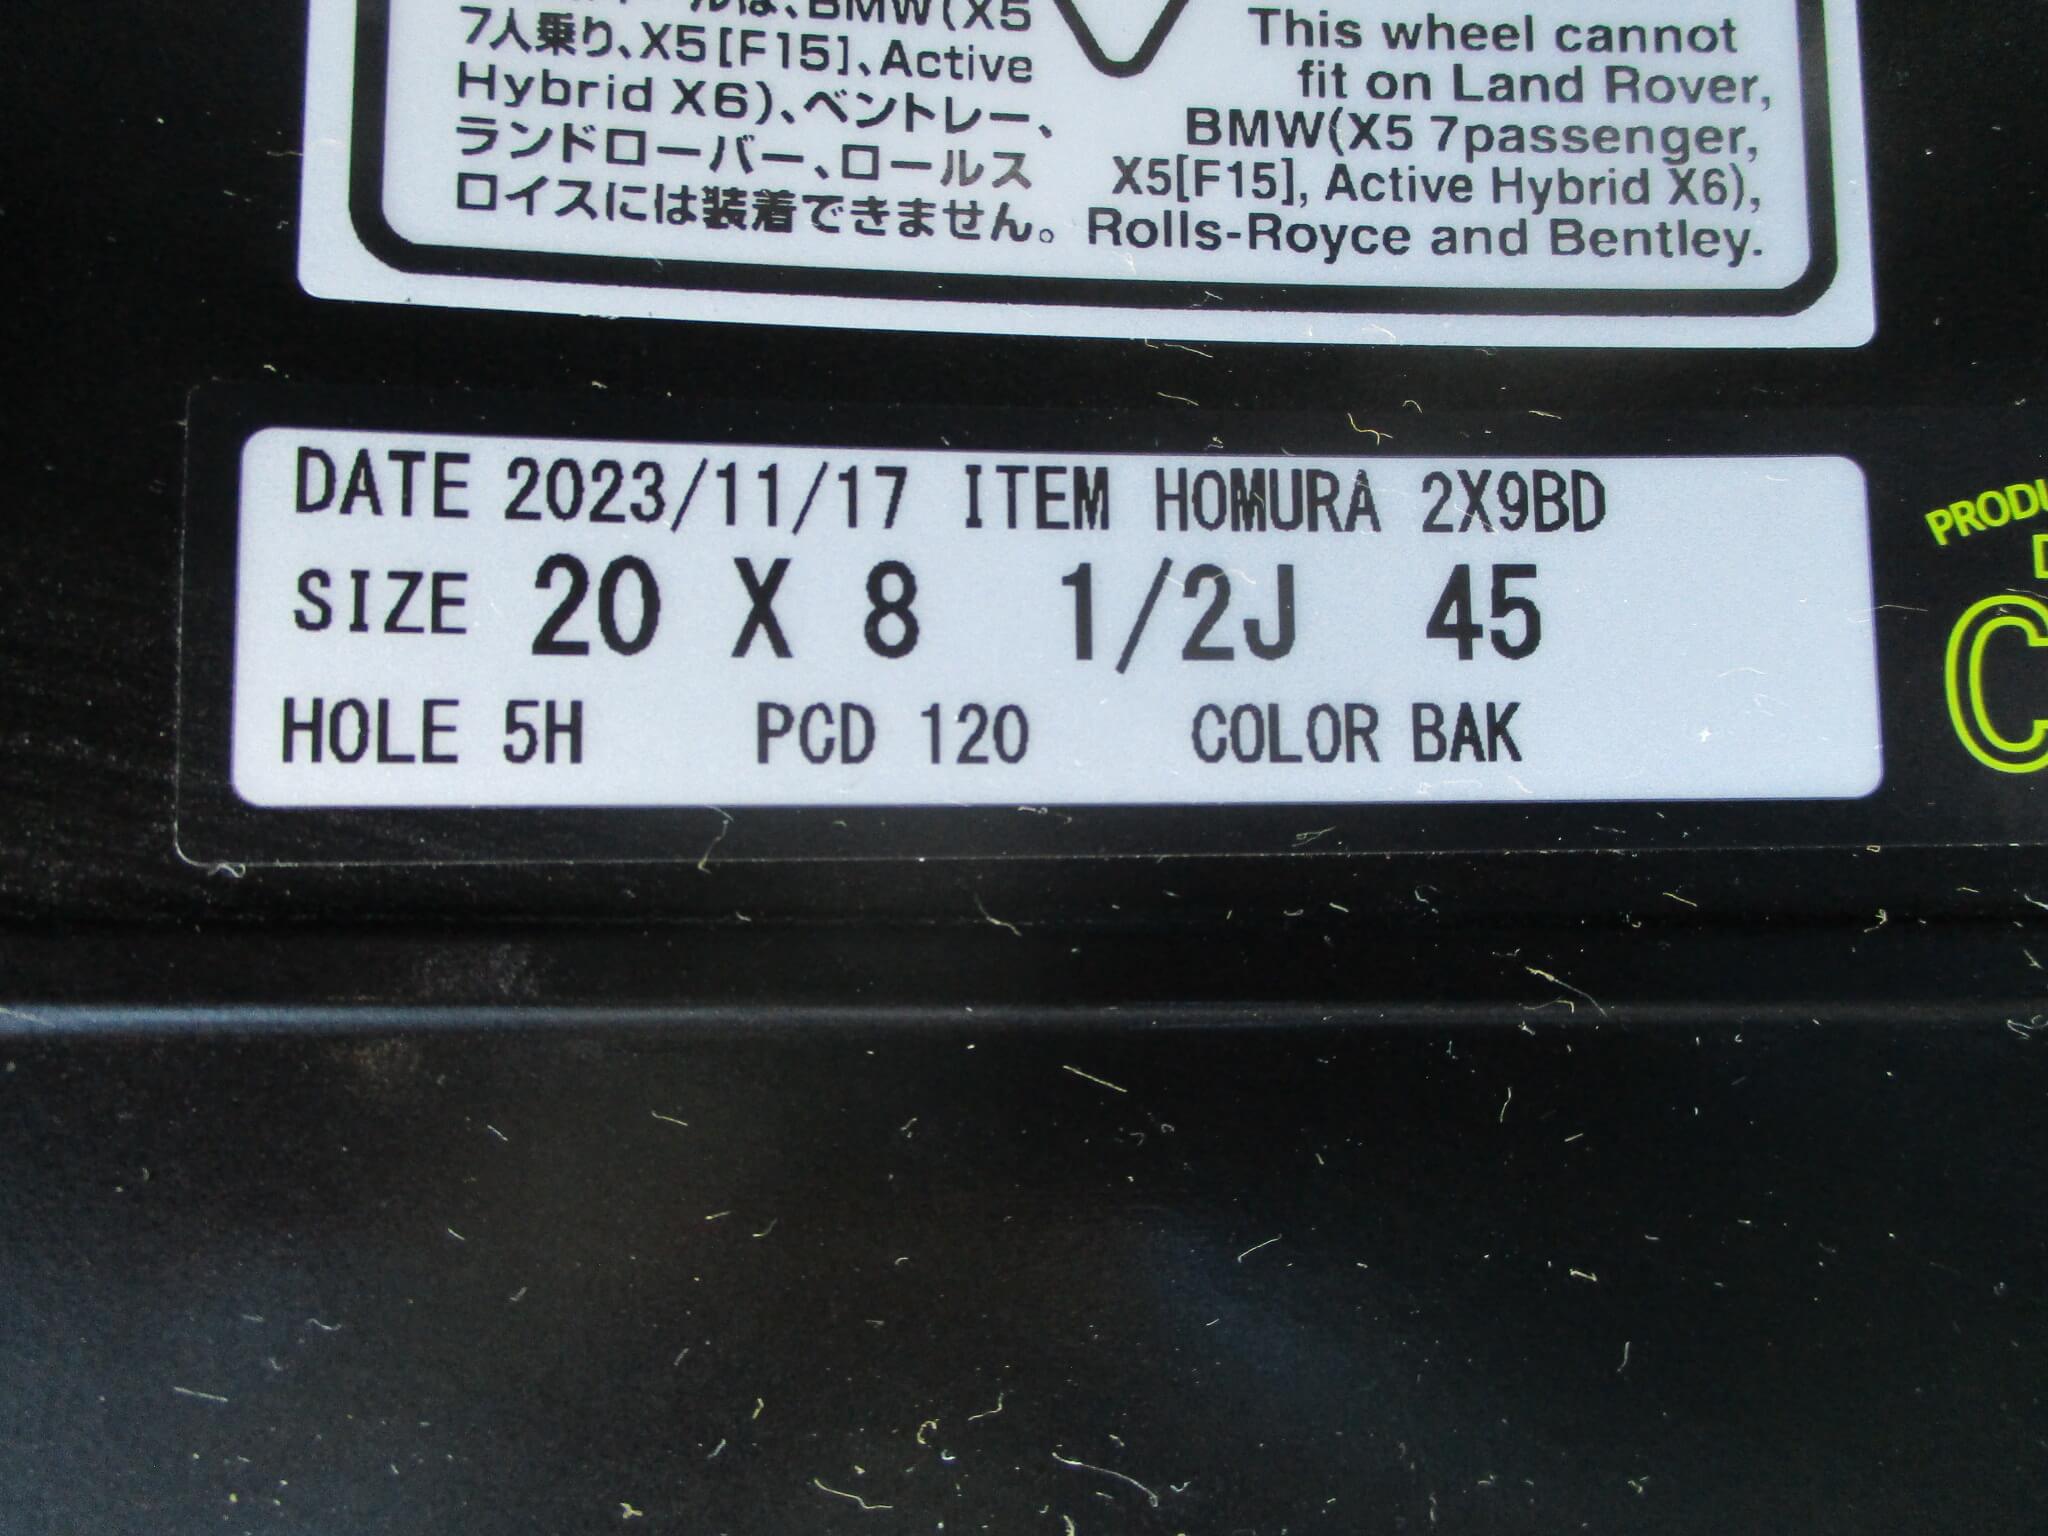 BMW(X5
7人乗り、X5[F15]、Active
Hybrid X6)、ベントレー、
ランドローバー、ロールス
ロイスには装着できません。
This wheel cannot
fit on Land Rover,
BMW(X5 7passenger,
X5[F15], Active Hybrid X6),
Rolls-Royce and Bentley.
DATE 2023/11/17 ITEM HOMURA 2X9BD
SIZE 20 X 8 1/2J 45
HOLE 5H PCD 120 COLOR BAK